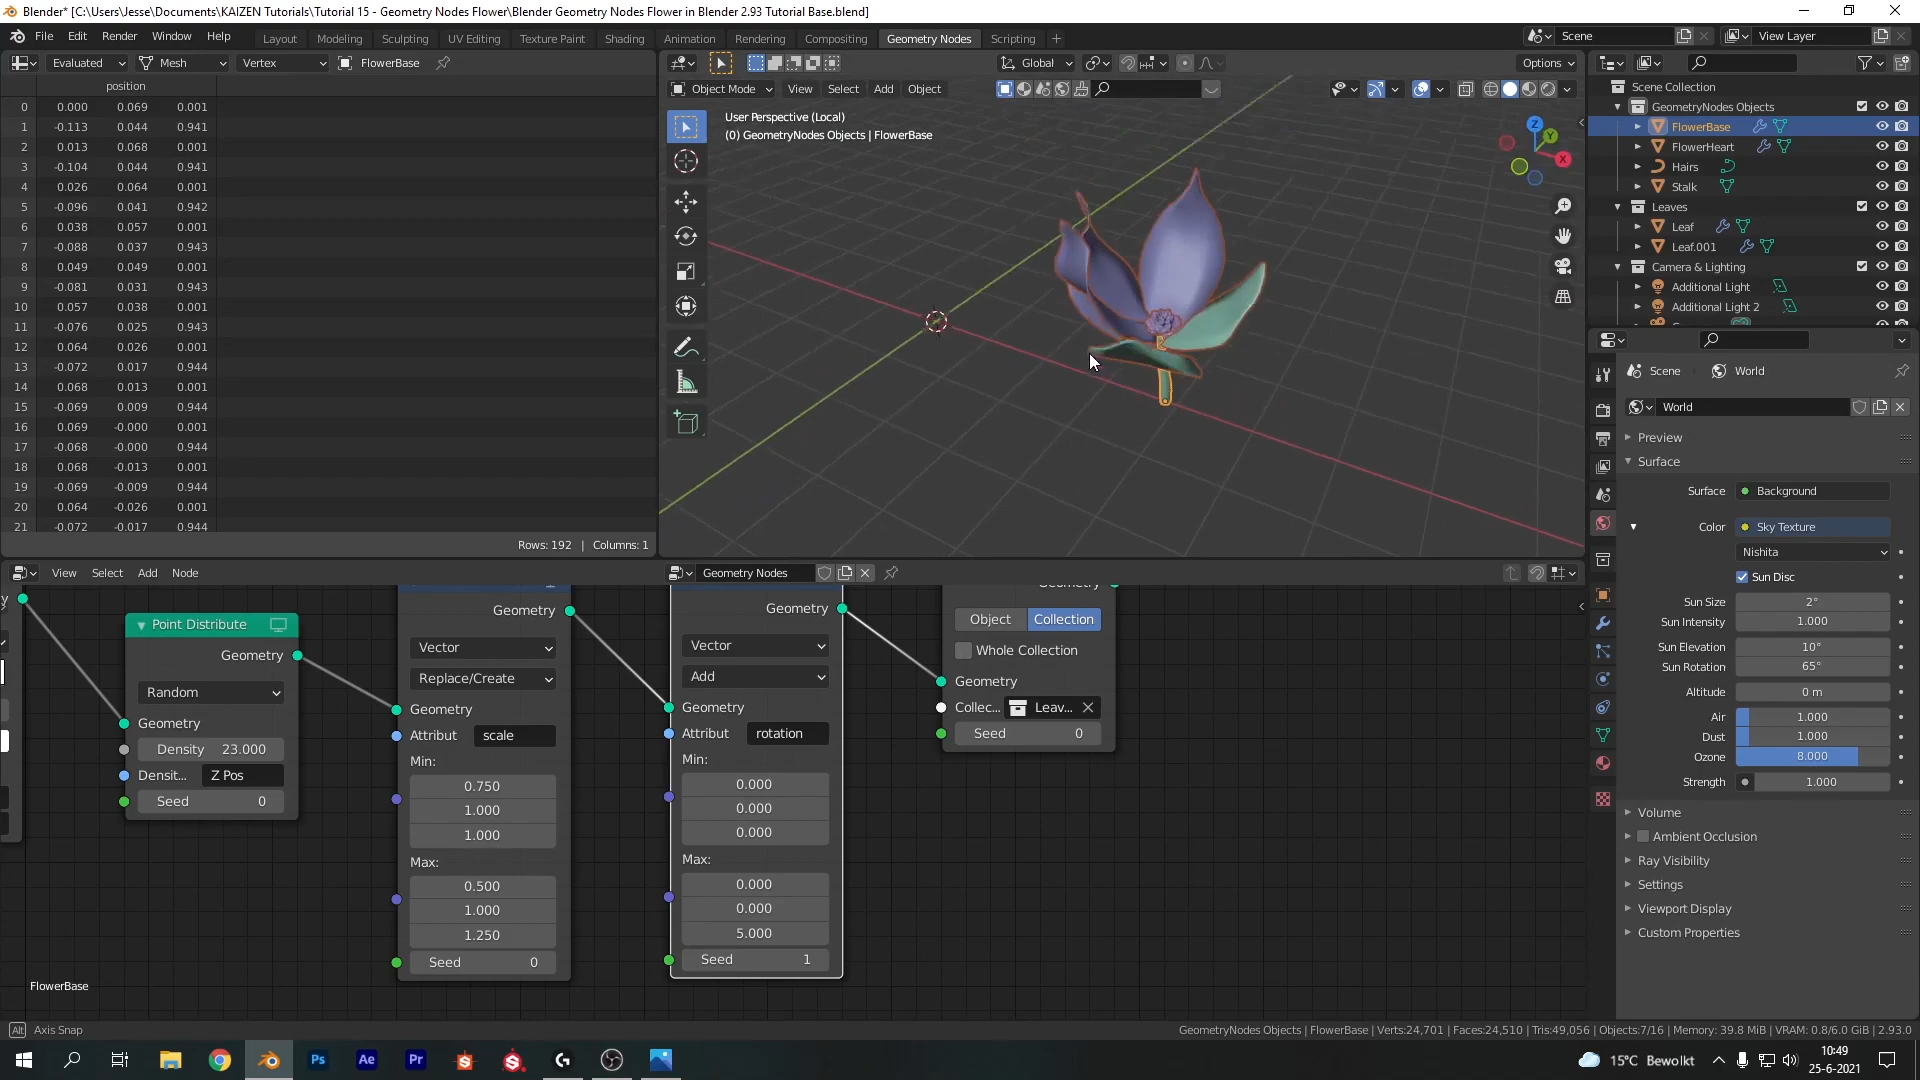 Blender* [C:\Users\Jesse\Documents\KAIZEN Tutorials\Tutorial 15 - Geometry Nodes Flower\Blender Geometry Nodes Flower in Blender 2.93 Tutorial Base.blend]
File Edit Render Window Help Layout Modeling Sculpting UV Editing Texture Paint Shading Animation Rendering Compositing Geometry Nodes Scripting + Scene View Layer
Evaluated Mesh Vertex FlowerBase
position
0 0.000 0.069 0.001
1 -0.113 0.044 0.941
2 0.013 0.068 0.001
3 -0.104 0.044 0.941
4 0.026 0.064 0.001
5 -0.096 0.041 0.942
6 0.038 0.057 0.001
7 -0.088 0.037 0.943
8 0.049 0.049 0.001
9 -0.081 0.031 0.943
10 0.057 0.038 0.001
11 -0.076 0.025 0.943
12 0.064 0.026 0.001
13 -0.072 0.017 0.944
14 0.068 0.013 0.001
15 -0.069 0.009 0.944
16 0.069 -0.000 0.001
17 -0.068 -0.000 0.944
18 0.068 -0.013 0.001
19 -0.069 -0.009 0.944
20 0.064 -0.026 0.001
21 -0.072 -0.017 0.944
Rows: 192 | Columns: 1
Global Options
Object Mode View Select Add Object
User Perspective (Local)
(0) GeometryNodes Objects | FlowerBase
Z
Y
X
Scene Collection
GeometryNodes Objects
FlowerBase
FlowerHeart
Hairs
Stalk
Leaves
Leaf
Leaf.001
Camera & Lighting
Additional Light
Additional Light 2
Scene World
World
Preview
Surface
Surface Background
Color Sky Texture
Nishita
Sun Disc
Sun Size 2°
Sun Intensity 1.000
Sun Elevation 10°
Sun Rotation 65°
Altitude 0 m
Air 1.000
Dust 1.000
Ozone 8.000
Strength 1.000
Volume
Ambient Occlusion
Ray Visibility
Settings
Viewport Display
Custom Properties
View Select Add Node Geometry Nodes
y
Point Distribute
Geometry
Random
Geometry
Density 23.000
Densit... Z Pos
Seed 0
Geometry
Vector
Replace/Create
Geometry
Attribut scale
Min:
0.750
1.000
1.000
Max:
0.500
1.000
1.250
Seed 0
Geometry
Vector
Add
Geometry
Attribut rotation
Min:
0.000
0.000
0.000
Max:
0.000
0.000
5.000
Seed 1
Geometry
Object Collection
Whole Collection
Geometry
Collec... Leav...
Seed 0
FlowerBase
Alt Axis Snap
GeometryNodes Objects | FlowerBase | Verts:24,701 | Faces:24,510 | Tris:49,056 | Objects:7/16 | Memory: 39.8 MiB | VRAM: 0.8/6.0 GiB | 2.93.0
Ps Ae Pr
15°C Bewolkt
10:49
25-6-2021